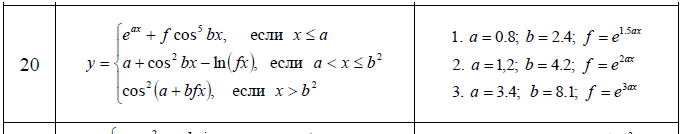 20
y = { e^{ax} + f cos^5 bx, если x ≤ a
a + cos^2 bx − ln(fx), если a < x ≤ b^2
cos^2(a + bfx), если x > b^2
1. a = 0.8; b = 2.4; f = e^{1.5ax}
2. a = 1,2; b = 4.2; f = e^{2ax}
3. a = 3.4; b = 8.1; f = e^{3ax}